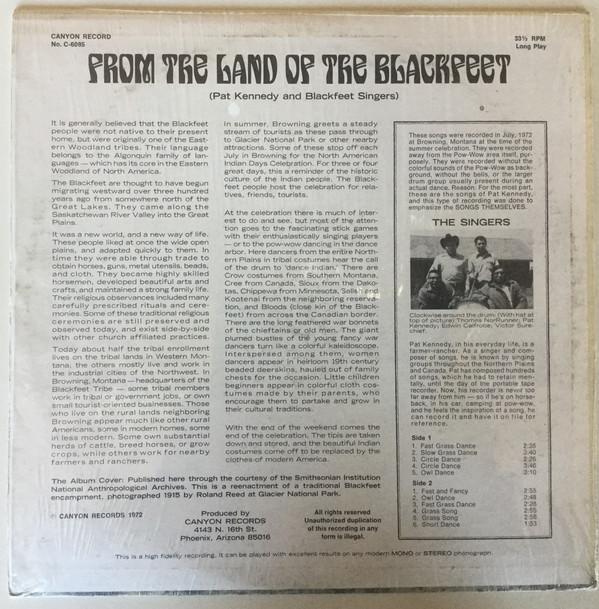 CANYON RECORD
No. C-6095
33⅓ RPM
Long Play
FROM THE LAND OF THE BLACKFEET
(Pat Kennedy and Blackfeet Singers)
It is generally believed that the Blackfeet
people were not native to their present
home, but were originally one of the East-
ern Woodland tribes. Their language
belongs to the Algonquin family of lan-
guages — which has its core in the Eastern
Woodland of North America.
The Blackfeet are thought to have begun
migrating westward over three hundred
years ago from somewhere north of the
Great Lakes. They came along the
Saskatchewan River Valley into the Great
Plains.
It was a new world, and a new way of life.
These people liked at once the wide open
plains, and adapted quickly to them. In
time they were able through trade to
obtain horses, guns, metal utensils, beads,
and cloth. They became highly skilled
horsemen, developed beautiful arts and
crafts, and maintained a strong family life.
Their religious observances included many
carefully prescribed rituals and cere-
monies. Some of these traditional religious
ceremonies are still preserved and
observed today, and exist side-by-side
with other church affiliated practices.
Today about half the tribal enrollment
lives on the tribal lands in Western Mon-
tana, the others mostly live and work in
the industrial cities of the Northwest. In
Browning, Montana — headquarters of the
Blackfeet Tribe — some tribal members
work in tribal or government jobs, or own
small tourist-oriented businesses. Those
who live on the rural lands neighboring
Browning appear much like other rural
Americans, some in modern homes, some
in less modern. Some own substantial
herds of cattle, breed horses, or grow
crops, while others work for nearby
farmers and ranchers.
In summer, Browning greets a steady
stream of tourists as these pass through
to Glacier National Park or other nearby
attractions. Some of these stop off each
July in Browning for the North American
Indian Days Celebration. For three or four
great days, this a reminder of the historic
culture of the Indian people. The Black-
feet people host the celebration for rela-
tives, friends, tourists.
At the celebration there is much of inter-
est to do and see, but most of the atten-
tion goes to the fascinating stick games
with their enthusiastically singing players
— or to the pow-wow dancing in the dance
arbor. Here dancers from the entire North-
ern Plains in tribal costumes hear the call
of the drum to "dance Indian." There are
Crow costumes from Southern Montana,
Cree from Canada, Sioux from the Dako-
tas, Chippewa from Minnesota, Salish and
Kootenai from the neighboring reserva-
tion, and Bloods (close kin of the Black-
feet) from across the Canadian border.
There are the long feathered war bonnets
of the chieftains or old men. The giant
plumed bustles of the young fancy war
dancers turn like a colorful kaleidoscope.
Interspersed among them, women
dancers appear in heirloom 19th century
beaded deerskins, hauled out of family
chests for the occasion. Little children
beginners appear in colorful cloth cos-
tumes made by their parents, who
encourage them to partake and grow in
their cultural traditions.
With the end of the weekend comes the
end of the celebration. The tipis are taken
down and stored, and the beautiful Indian
costumes come off to be replaced by the
clothes of modern America.
These songs were recorded in July, 1972
at Browning, Montana at the time of the
summer celebration. They were recorded
away from the Pow-Wow area itself, pur-
posely. They were recorded without the
colorful sounds of the Pow-Wow as back-
ground, without the bells, or the larger
drum group usually present during an
actual dance. Reason: For the most part,
these are the songs of Pat Kennedy,
and this type of recording was done to
emphasize the SONGS THEMSELVES.
THE SINGERS
Clockwise around the drum: (With hat at
top of picture) Thomas NorRunner, Pat
Kennedy, Edwin Calfrobe, Victor Sure-
chief.
Pat Kennedy, in his everyday life, is a
farmer-rancher. As a singer and com-
poser of songs, he is known by singing
groups throughout the Northern Plains
and Canada. Pat has composed hundreds
of songs, which he had to retain men-
tally, until the day of the portable tape
recorder. Now, his recorder is never too
far away from him — so if he's on horse-
back, in his car, camping at pow-wow,
and he feels the inspiration of a song, he
can record it and have it on file for
reference.
Side 1
1. Fast Grass Dance 2:35
2. Slow Grass Dance 2:40
3. Circle Dance 2:26
4. Circle Dance 3:46
5. Owl Dance 3:10
Side 2
1. Fast and Fancy 2:55
2. Owl Dance 2:48
3. Fast Grass Dance 2:28
4. Grass Song 2:55
5. Grass Song 2:58
6. Short Dance 1:53
The Album Cover: Published here through the courtesy of the Smithsonian Institution
National Anthropological Archives. This is a reenactment of a traditional Blackfeet
encampment, photographed 1915 by Roland Reed at Glacier National Park.
© CANYON RECORDS 1972
Produced by
CANYON RECORDS
4143 N. 16th St.
Phoenix, Arizona 85016
All rights reserved
Unauthorized duplication
of this recording in any
form is illegal.
This is a high fidelity recording. It can be played with excellent results on any modern MONO or STEREO phonograph.